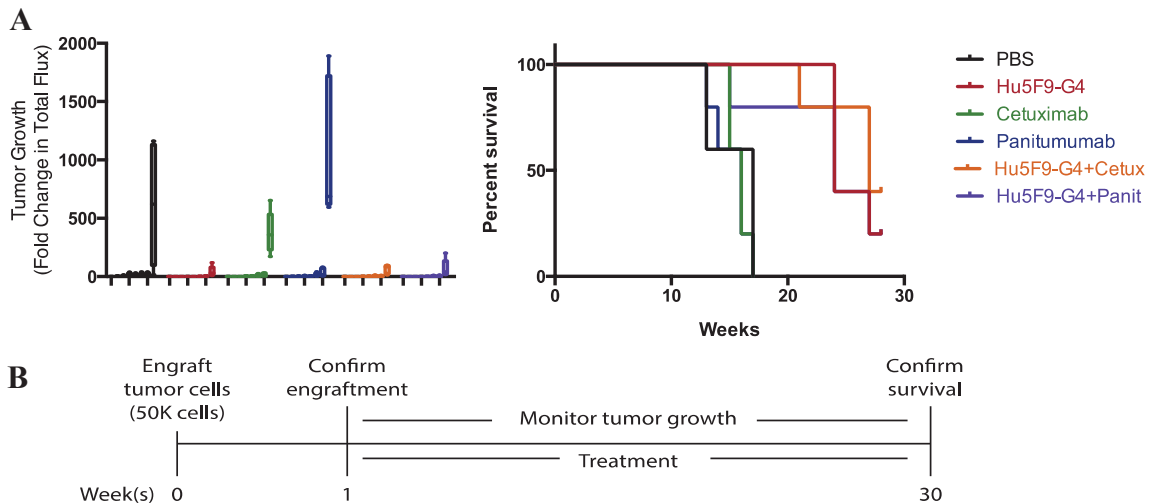 A
Tumor Growth
(Fold Change in Total Flux)
2000
1500
1000
500
0
Percent survival
100
50
0
0 10 20 30
Weeks
PBS
Hu5F9-G4
Cetuximab
Panitumumab
Hu5F9-G4+Cetux
Hu5F9-G4+Panit
B
Engraft
tumor cells
(50K cells)
Confirm
engraftment
Confirm
survival
Monitor tumor growth
Treatment
Week(s) 0 1 30